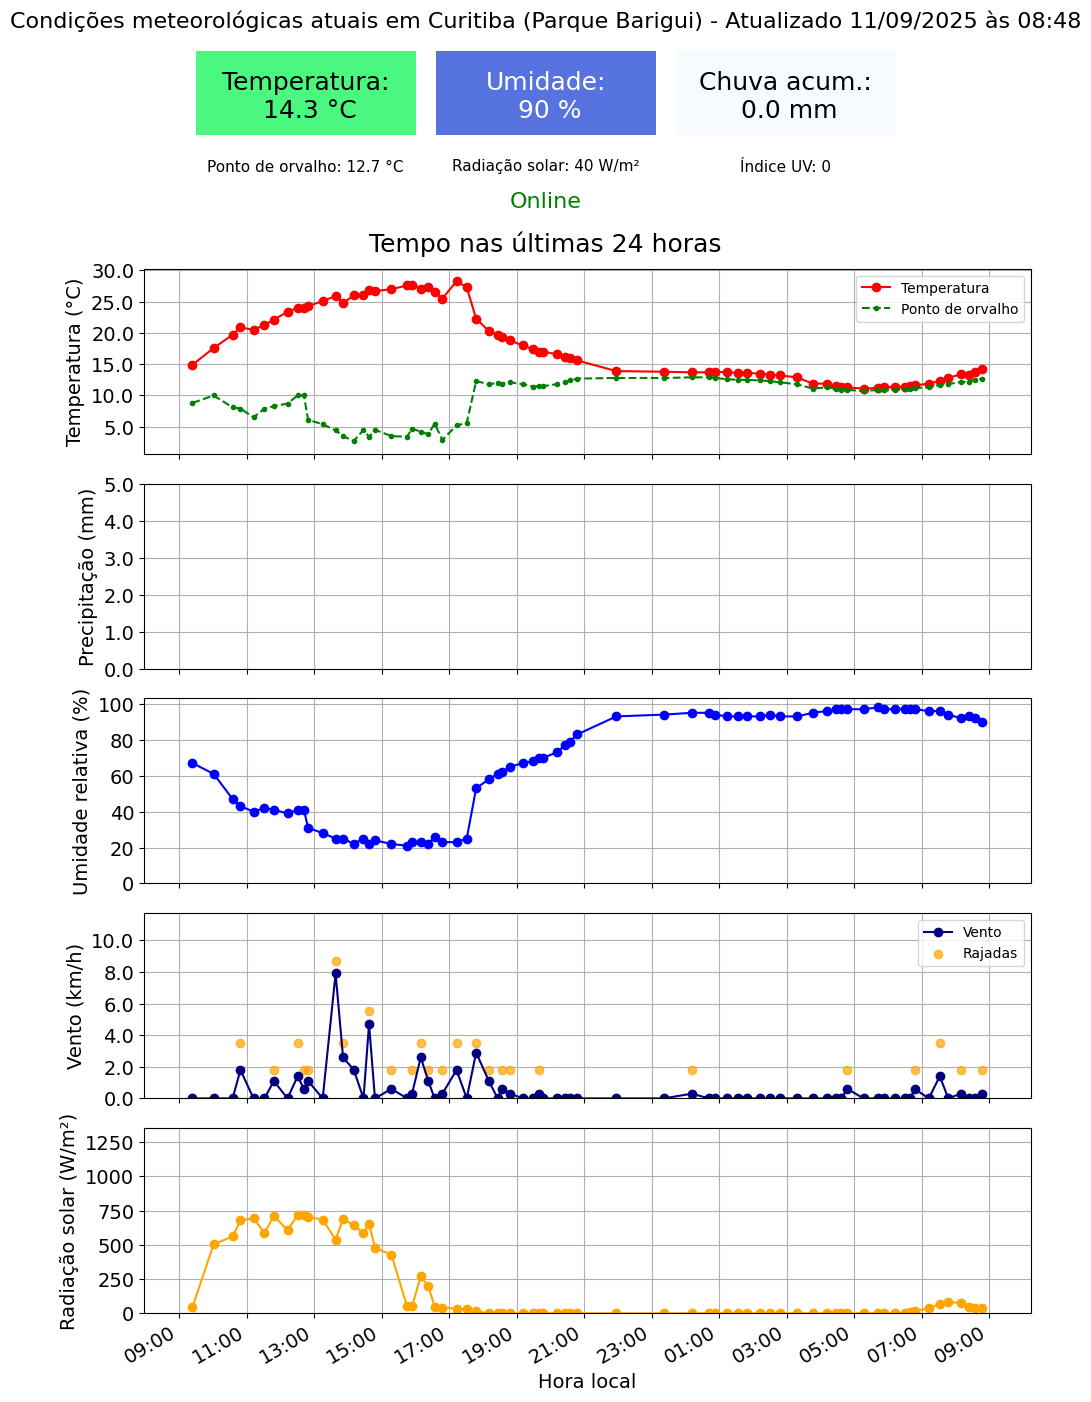 Condições meteorológicas atuais em Curitiba (Parque Barigui) - Atualizado 11/09/2025 às 08:48
Temperatura:
14.3 °C
Umidade:
90 %
Chuva acum.:
0.0 mm
Ponto de orvalho: 12.7 °C
Radiação solar: 40 W/m²
Índice UV: 0
Online
Tempo nas últimas 24 horas
Temperatura (°C)
30.0
25.0
20.0
15.0
10.0
5.0
Temperatura
Ponto de orvalho
Precipitação (mm)
5.0
4.0
3.0
2.0
1.0
0.0
Umidade relativa (%)
100
80
60
40
20
0
Vento (km/h)
10.0
8.0
6.0
4.0
2.0
0.0
Vento
Rajadas
Radiação solar (W/m²)
1250
1000
750
500
250
0
09:00
11:00
13:00
15:00
17:00
19:00
21:00
23:00
01:00
03:00
05:00
07:00
09:00
Hora local